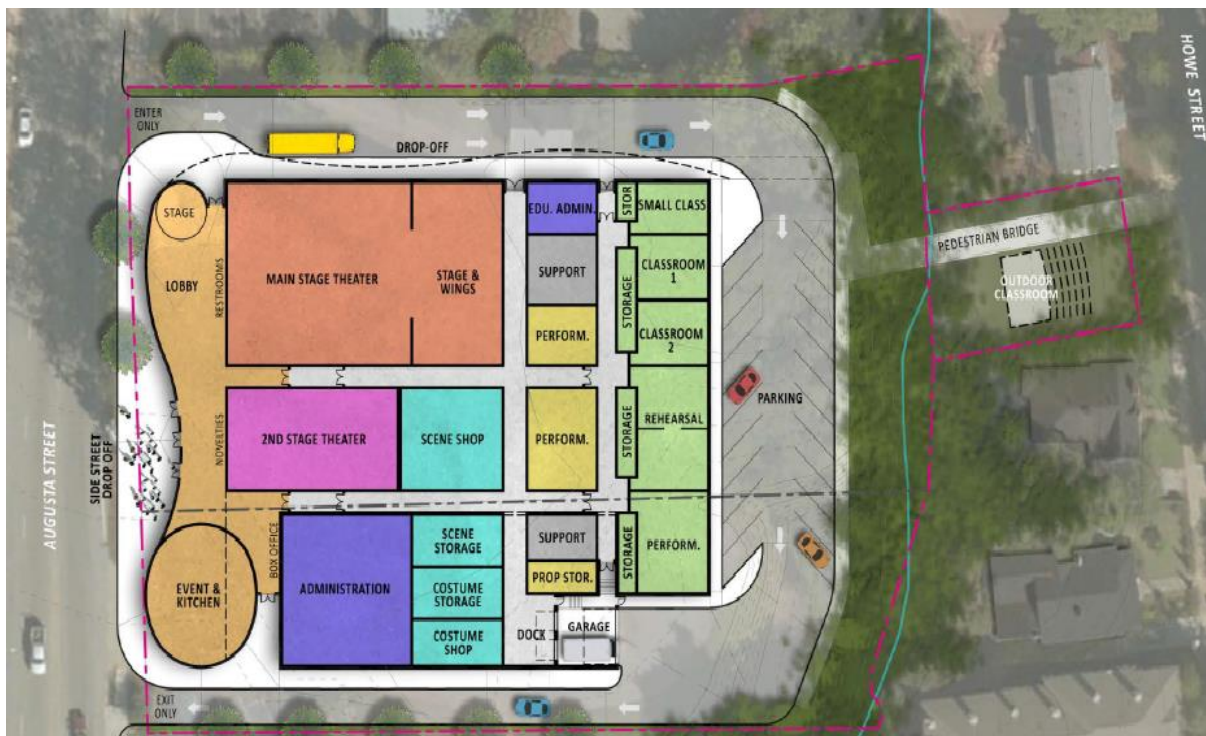 HOWE STREET
ENTER
ONLY
DROP-OFF
STAGE
LOBBY
RESTROOMS
MAIN STAGE THEATER
STAGE &
WINGS
EDU. ADMIN.
STOR
SMALL CLASS
SUPPORT
CLASSROOM
1
STORAGE
PERFORM.
CLASSROOM
2
PEDESTRIAN BRIDGE
OUTDOOR
CLASSROOM
AUGUSTA STREET
SIDE STREET
DROP OFF
NOVELTIES
2ND STAGE THEATER
SCENE SHOP
PERFORM.
STORAGE
REHEARSAL
PARKING
EVENT &
KITCHEN
BOX OFFICE
ADMINISTRATION
SCENE
STORAGE
COSTUME
STORAGE
COSTUME
SHOP
SUPPORT
PROP STOR.
STORAGE
PERFORM.
DOCK
GARAGE
EXIT
ONLY